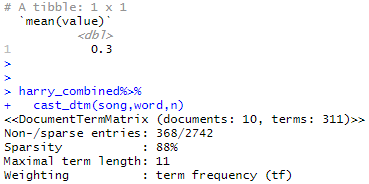 # A tibble: 1 x 1
`mean(value)`
<dbl>
1 0.3
>
>
> harry_combined%>%
+ cast_dtm(song,word,n)
<<DocumentTermMatrix (documents: 10, terms: 311)>>
Non-/sparse entries: 368/2742
Sparsity : 88%
Maximal term length: 11
Weighting : term frequency (tf)